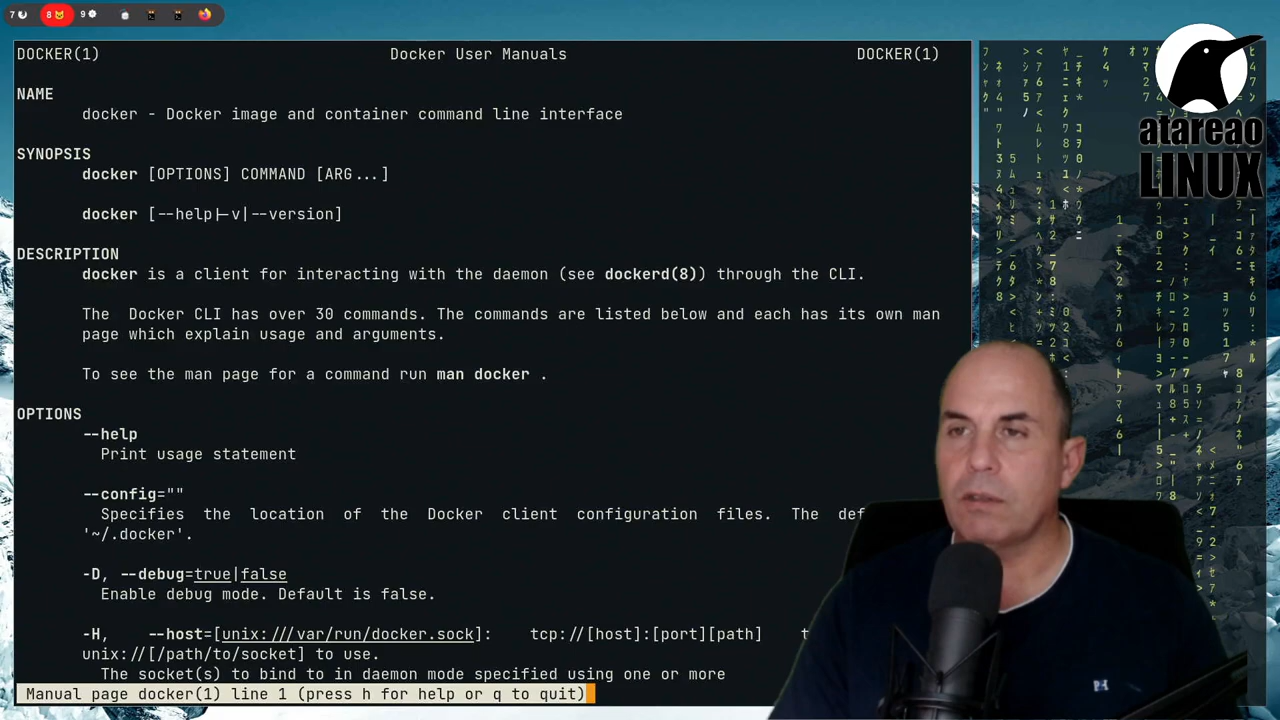 7 8 9
DOCKER(1) Docker User Manuals DOCKER(1)
NAME
docker - Docker image and container command line interface
SYNOPSIS
docker [OPTIONS] COMMAND [ARG...]
docker [--help|-v|--version]
DESCRIPTION
docker is a client for interacting with the daemon (see dockerd(8)) through the CLI.
The Docker CLI has over 30 commands. The commands are listed below and each has its own man
page which explain usage and arguments.
To see the man page for a command run man docker .
OPTIONS
--help
Print usage statement
--config=""
Specifies the location of the Docker client configuration files. The
'~/.docker'.
-D, --debug=true|false
Enable debug mode. Default is false.
-H, --host=[unix:///var/run/docker.sock]: tcp://[host]:[port][path]
unix://[/path/to/socket] to use.
The socket(s) to bind to in daemon mode specified using one or more
Manual page docker(1) line 1 (press h for help or q to quit)
atareao
LINUX